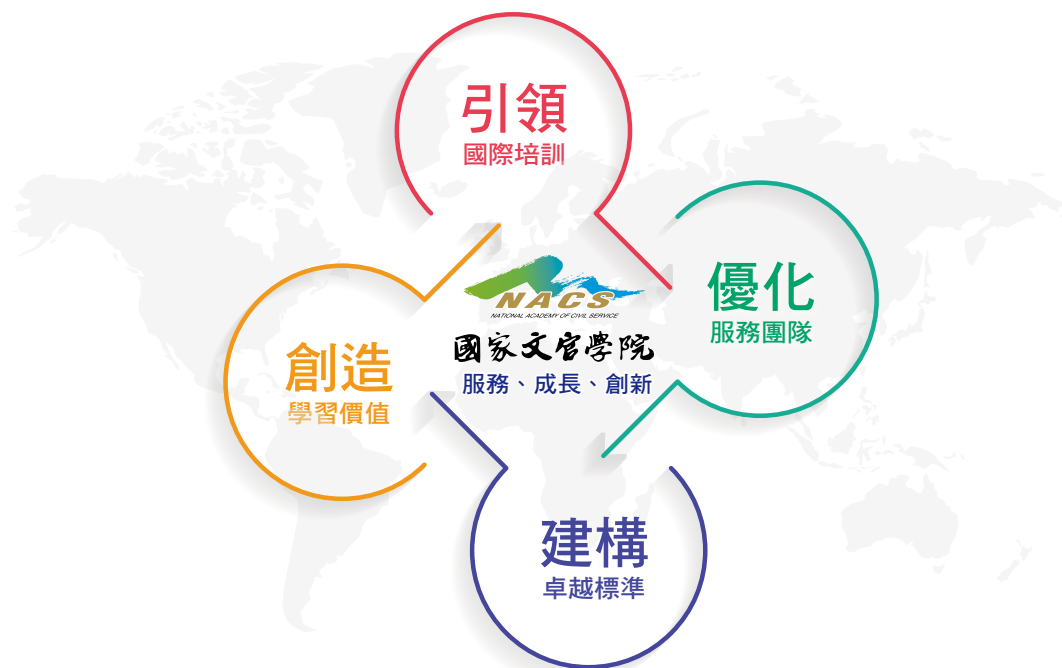 引領
國際培訓
優化
服務團隊
NACS
NATIONAL ACADEMY OF CIVIL SERVICE
國家文官學院
服務、成長、創新
創造
學習價值
建構
卓越標準